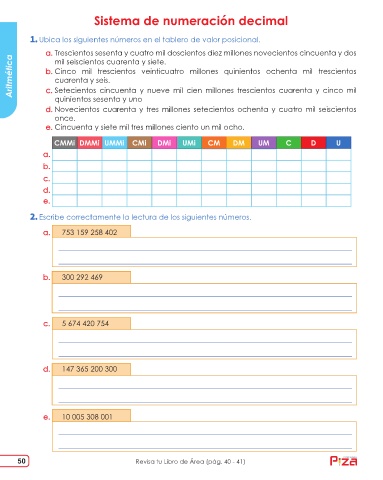 Sistema de numeración decimal
1. Ubica los siguientes números en el tablero de valor posicional.
a. Trescientos sesenta y cuatro mil doscientos diez millones novecientos cincuenta y dos
mil seiscientos cuarenta y siete.
b. Cinco mil trescientos veinticuatro millones quinientos ochenta mil trescientos
cuarenta y seis.
c. Setecientos cincuenta y nueve mil cien millones trescientos cuarenta y cinco mil
quinientos sesenta y uno
d. Novecientos cuarenta y tres millones setecientos ochenta y cuatro mil seiscientos
once.
e. Cincuenta y siete mil tres millones ciento un mil ocho.
CMMi DMMi UMMi CMi DMi UMi CM DM UM C D U
a.
b.
c.
d.
e.
2. Escribe correctamente la lectura de los siguientes números.
a. 753 159 258 402
b. 300 292 469
c. 5 674 420 754
d. 147 365 200 300
e. 10 005 308 001
Aritmética
50 Revisa tu Libro de Área (pág. 40 - 41)